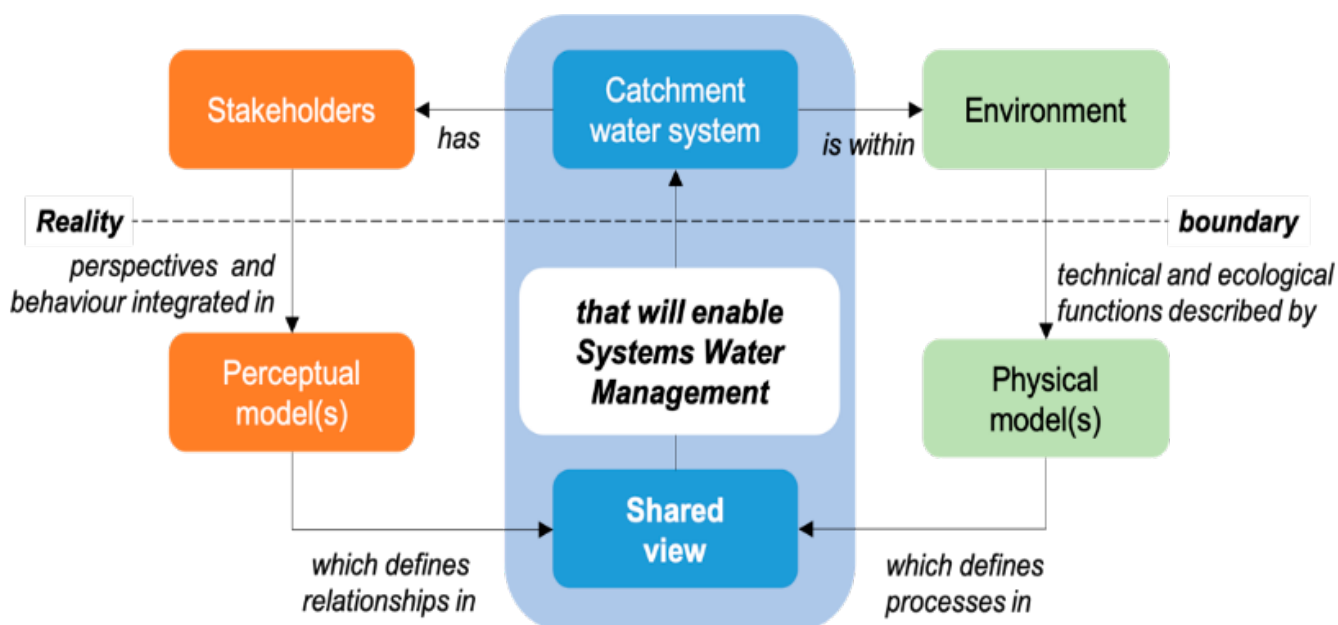 Stakeholders
has
Catchment
water system
is within
Environment
Reality
boundary
perspectives and
behaviour integrated in
technical and ecological
functions described by
that will enable
Systems Water
Management
Perceptual
model(s)
Physical
model(s)
Shared
view
which defines
relationships in
which defines
processes in